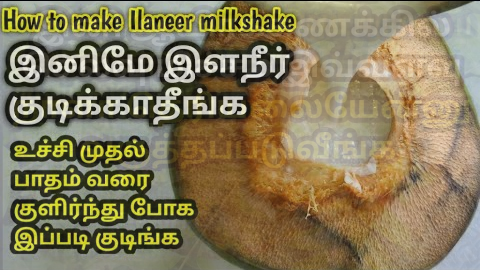 How to make Ilaneer milkshake
இனிமே இளநீர்
குடிக்காதீங்க
உச்சி முதல்
பாதம் வரை
குளிர்ந்து போக
இப்படி குடிங்க